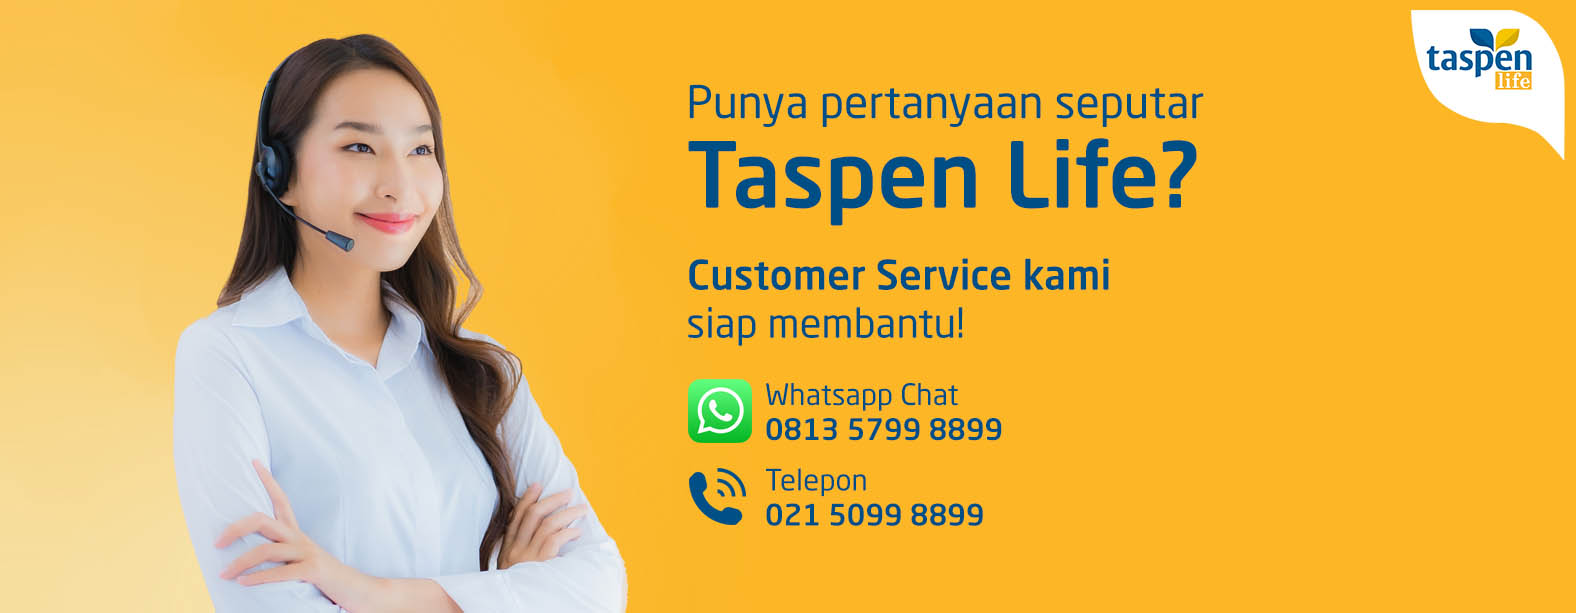 taspen
life
Punya pertanyaan seputar
Taspen Life?
Customer Service kami
siap membantu!
Whatsapp Chat
0813 5799 8899
Telepon
021 5099 8899